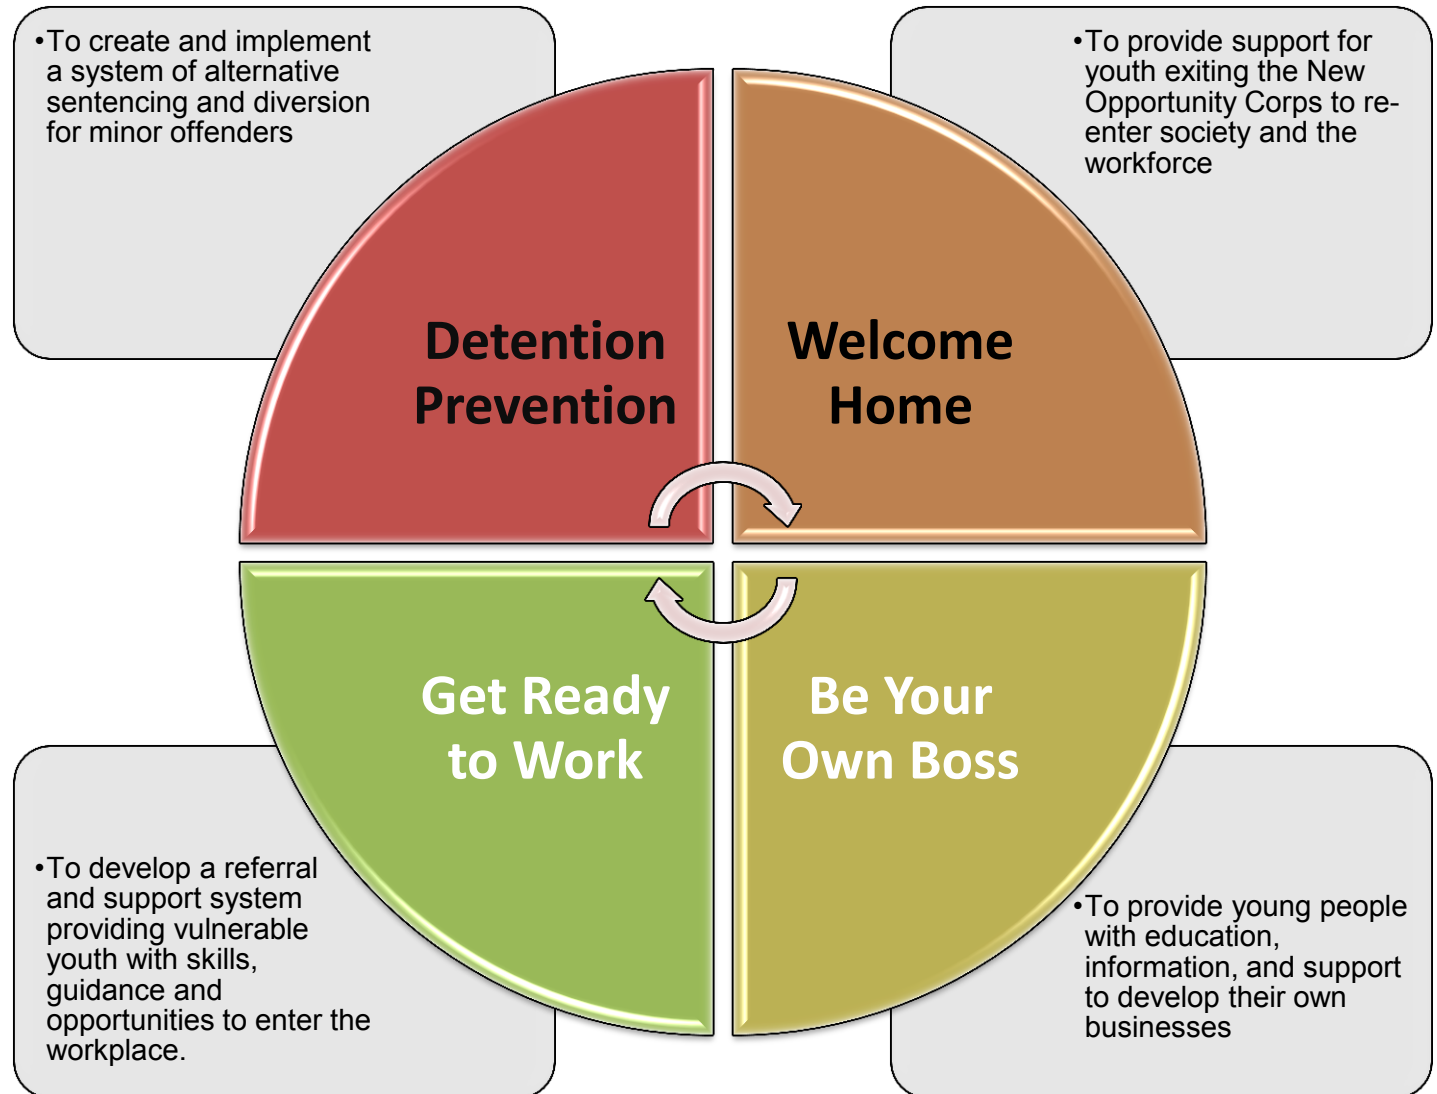 •To create and implement
a system of alternative
sentencing and diversion
for minor offenders
•To provide support for
youth exiting the New
Opportunity Corps to re-
enter society and the
workforce
Detention
Prevention
Welcome
Home
Get Ready
to Work
Be Your
Own Boss
•To develop a referral
and support system
providing vulnerable
youth with skills,
guidance and
opportunities to enter the
workplace.
•To provide young people
with education,
information, and support
to develop their own
businesses